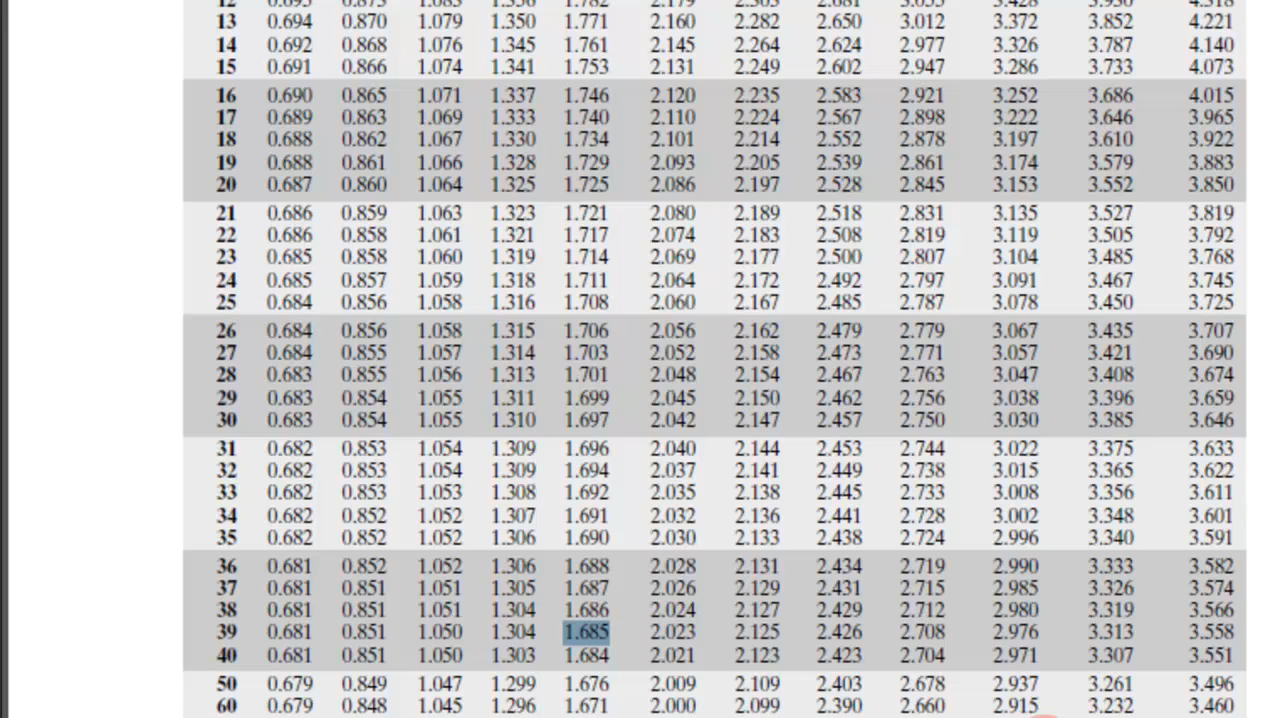 13 0.694 0.870 1.079 1.350 1.771 2.160 2.282 2.650 3.012 3.372 3.852 4.221
14 0.692 0.868 1.076 1.345 1.761 2.145 2.264 2.624 2.977 3.326 3.787 4.140
15 0.691 0.866 1.074 1.341 1.753 2.131 2.249 2.602 2.947 3.286 3.733 4.073
16 0.690 0.865 1.071 1.337 1.746 2.120 2.235 2.583 2.921 3.252 3.686 4.015
17 0.689 0.863 1.069 1.333 1.740 2.110 2.224 2.567 2.898 3.222 3.646 3.965
18 0.688 0.862 1.067 1.330 1.734 2.101 2.214 2.552 2.878 3.197 3.610 3.922
19 0.688 0.861 1.066 1.328 1.729 2.093 2.205 2.539 2.861 3.174 3.579 3.883
20 0.687 0.860 1.064 1.325 1.725 2.086 2.197 2.528 2.845 3.153 3.552 3.850
21 0.686 0.859 1.063 1.323 1.721 2.080 2.189 2.518 2.831 3.135 3.527 3.819
22 0.686 0.858 1.061 1.321 1.717 2.074 2.183 2.508 2.819 3.119 3.505 3.792
23 0.685 0.858 1.060 1.319 1.714 2.069 2.177 2.500 2.807 3.104 3.485 3.768
24 0.685 0.857 1.059 1.318 1.711 2.064 2.172 2.492 2.797 3.091 3.467 3.745
25 0.684 0.856 1.058 1.316 1.708 2.060 2.167 2.485 2.787 3.078 3.450 3.725
26 0.684 0.856 1.058 1.315 1.706 2.056 2.162 2.479 2.779 3.067 3.435 3.707
27 0.684 0.855 1.057 1.314 1.703 2.052 2.158 2.473 2.771 3.057 3.421 3.690
28 0.683 0.855 1.056 1.313 1.701 2.048 2.154 2.467 2.763 3.047 3.408 3.674
29 0.683 0.854 1.055 1.311 1.699 2.045 2.150 2.462 2.756 3.038 3.396 3.659
30 0.683 0.854 1.055 1.310 1.697 2.042 2.147 2.457 2.750 3.030 3.385 3.646
31 0.682 0.853 1.054 1.309 1.696 2.040 2.144 2.453 2.744 3.022 3.375 3.633
32 0.682 0.853 1.054 1.309 1.694 2.037 2.141 2.449 2.738 3.015 3.365 3.622
33 0.682 0.853 1.053 1.308 1.692 2.035 2.138 2.445 2.733 3.008 3.356 3.611
34 0.682 0.852 1.052 1.307 1.691 2.032 2.136 2.441 2.728 3.002 3.348 3.601
35 0.682 0.852 1.052 1.306 1.690 2.030 2.133 2.438 2.724 2.996 3.340 3.591
36 0.681 0.852 1.052 1.306 1.688 2.028 2.131 2.434 2.719 2.990 3.333 3.582
37 0.681 0.851 1.051 1.305 1.687 2.026 2.129 2.431 2.715 2.985 3.326 3.574
38 0.681 0.851 1.051 1.304 1.686 2.024 2.127 2.429 2.712 2.980 3.319 3.566
39 0.681 0.851 1.050 1.304 1.685 2.023 2.125 2.426 2.708 2.976 3.313 3.558
40 0.681 0.851 1.050 1.303 1.684 2.021 2.123 2.423 2.704 2.971 3.307 3.551
50 0.679 0.849 1.047 1.299 1.676 2.009 2.109 2.403 2.678 2.937 3.261 3.496
60 0.679 0.848 1.045 1.296 1.671 2.000 2.099 2.390 2.660 2.915 3.232 3.460